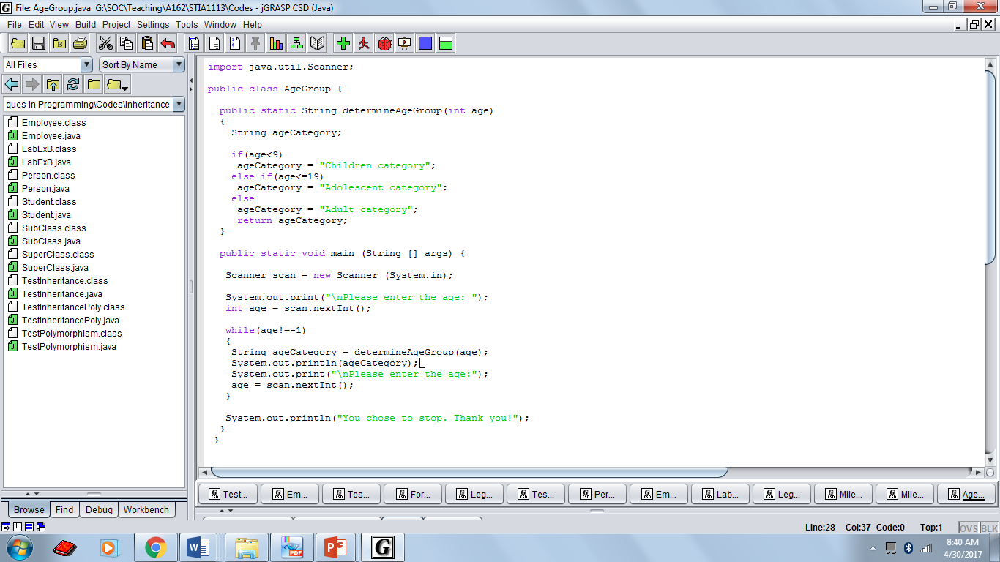 File: AgeGroup.java  G:\SOC\Teaching\A162\STIA1113\Codes - jGRASP CSD (Java)
File Edit View Build Project Settings Tools Window Help
All Files
Sort By Name
ques in Programming\Codes\Inheritance
Employee.class
Employee.java
LabExB.class
LabExB.java
Person.class
Person.java
Student.class
Student.java
SubClass.class
SubClass.java
SuperClass.class
SuperClass.java
TestInheritance.class
TestInheritance.java
TestInheritancePoly.class
TestInheritancePoly.java
TestPolymorphism.class
TestPolymorphism.java
Browse Find Debug Workbench
import java.util.Scanner;
public class AgeGroup {
public static String determineAgeGroup(int age)
{
String ageCategory;
if(age<9)
ageCategory = "Children category";
else if(age<=19)
ageCategory = "Adolescent category";
else
ageCategory = "Adult category";
return ageCategory;
}
public static void main (String [] args) {
Scanner scan = new Scanner (System.in);
System.out.print("\nPlease enter the age: ");
int age = scan.nextInt();
while(age!=-1)
{
String ageCategory = determineAgeGroup(age);
System.out.println(ageCategory);
System.out.print("\nPlease enter the age:");
age = scan.nextInt();
}
System.out.println("You chose to stop. Thank you!");
}
}
Test... Em... Tes... For... Leg... Tes... Per... Em... Lab... Leg... Mile... Mile... Age...
Line:28 Col:37 Code:0 Top:1 OVS BLK
8:40 AM
4/30/2017